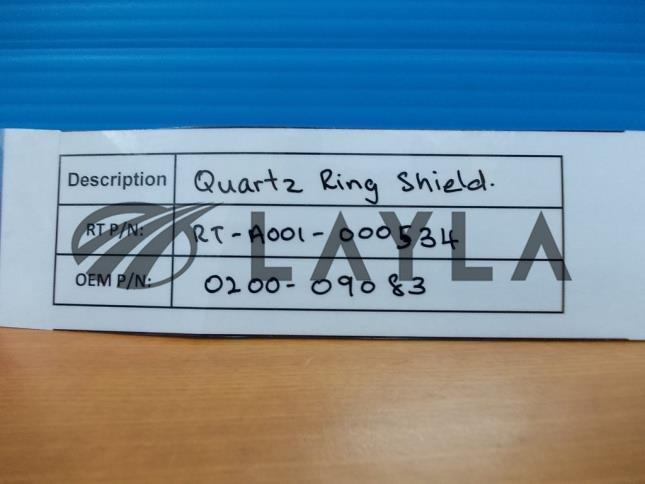 Description Quartz Ring Shield.
RT P/N: RT-A001-000534
OEM P/N: 0200-09083
LAYLA